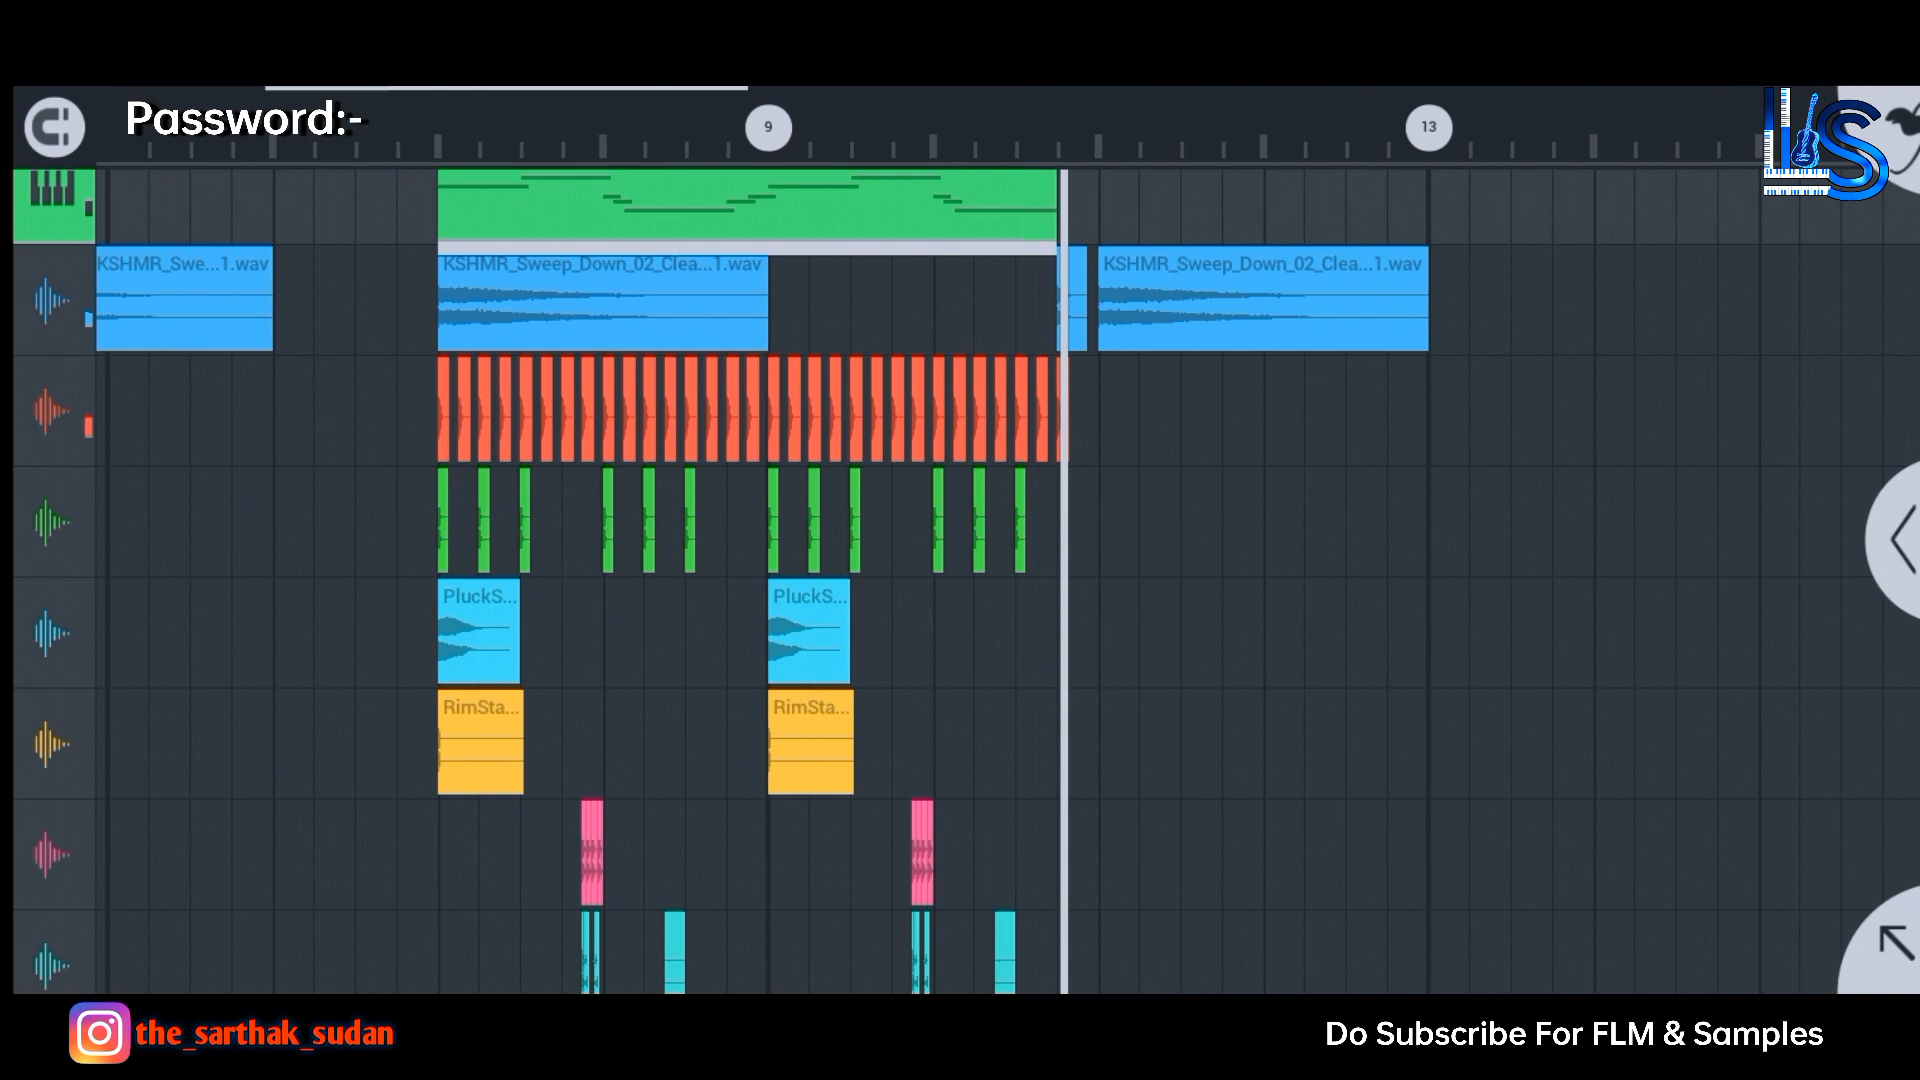 Password:-
9
13
LIS
KSHMR_Swe...1.wav
KSHMR_Sweep_Down_02_Clea...1.wav
KSHMR_Sweep_Down_02_Clea...1.wav
PluckS...
PluckS...
RimSta...
RimSta...
the_sarthak_sudan
Do Subscribe For FLM & Samples